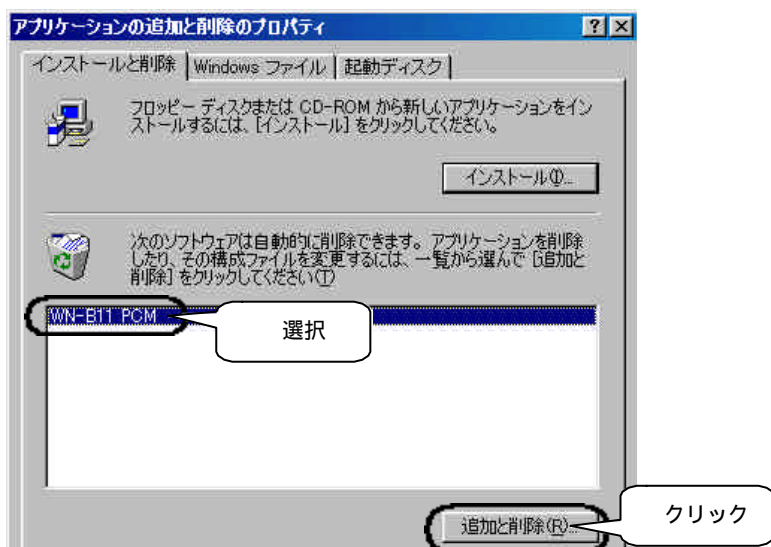 アプリケーションの追加と削除のプロパティ
インストールと削除 Windows ファイル 起動ディスク
フロッピー ディスクまたは CD-ROM から新しいアプリケーションをイン
ストールするには、[インストール] をクリックしてください。
インストール(I)...
次のソフトウェアは自動的に削除できます。アプリケーションを削除
したり、その構成ファイルを変更するには、一覧から選んで [追加と
削除] をクリックしてください(T)
WN-B11 PCM
選択
追加と削除(R)...
クリック